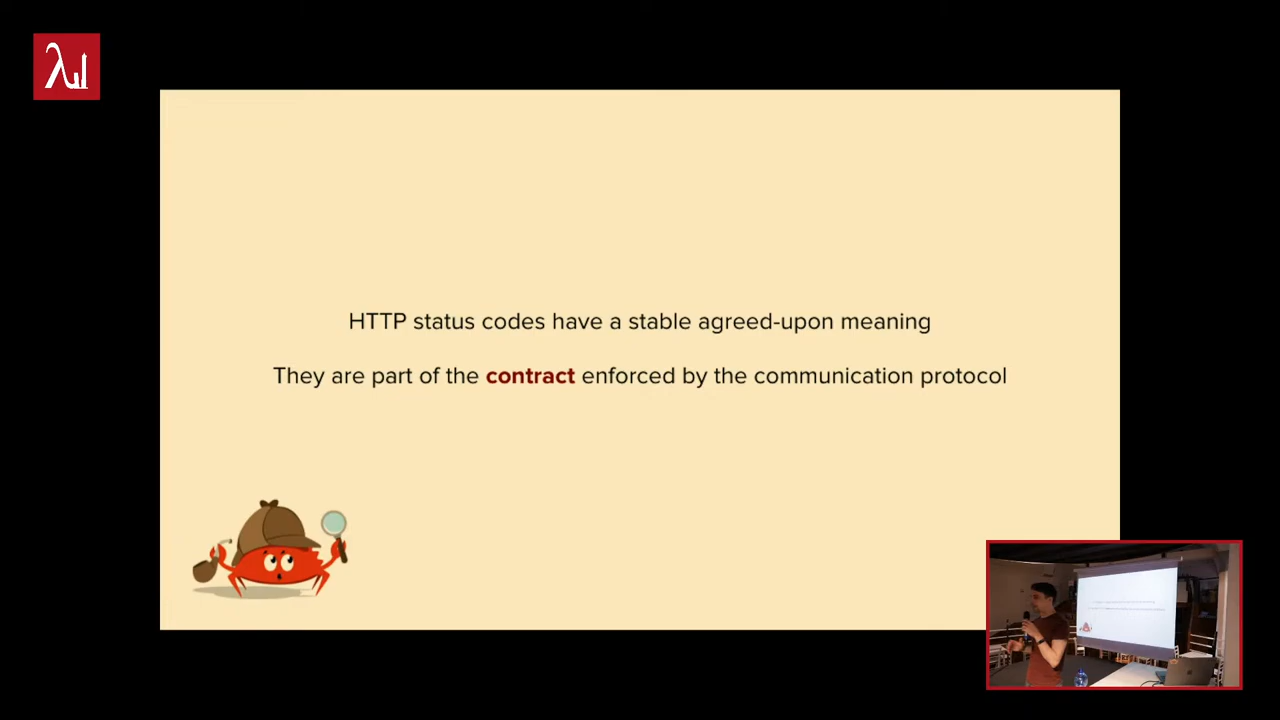 HTTP status codes have a stable agreed-upon meaning
They are part of the contract enforced by the communication protocol